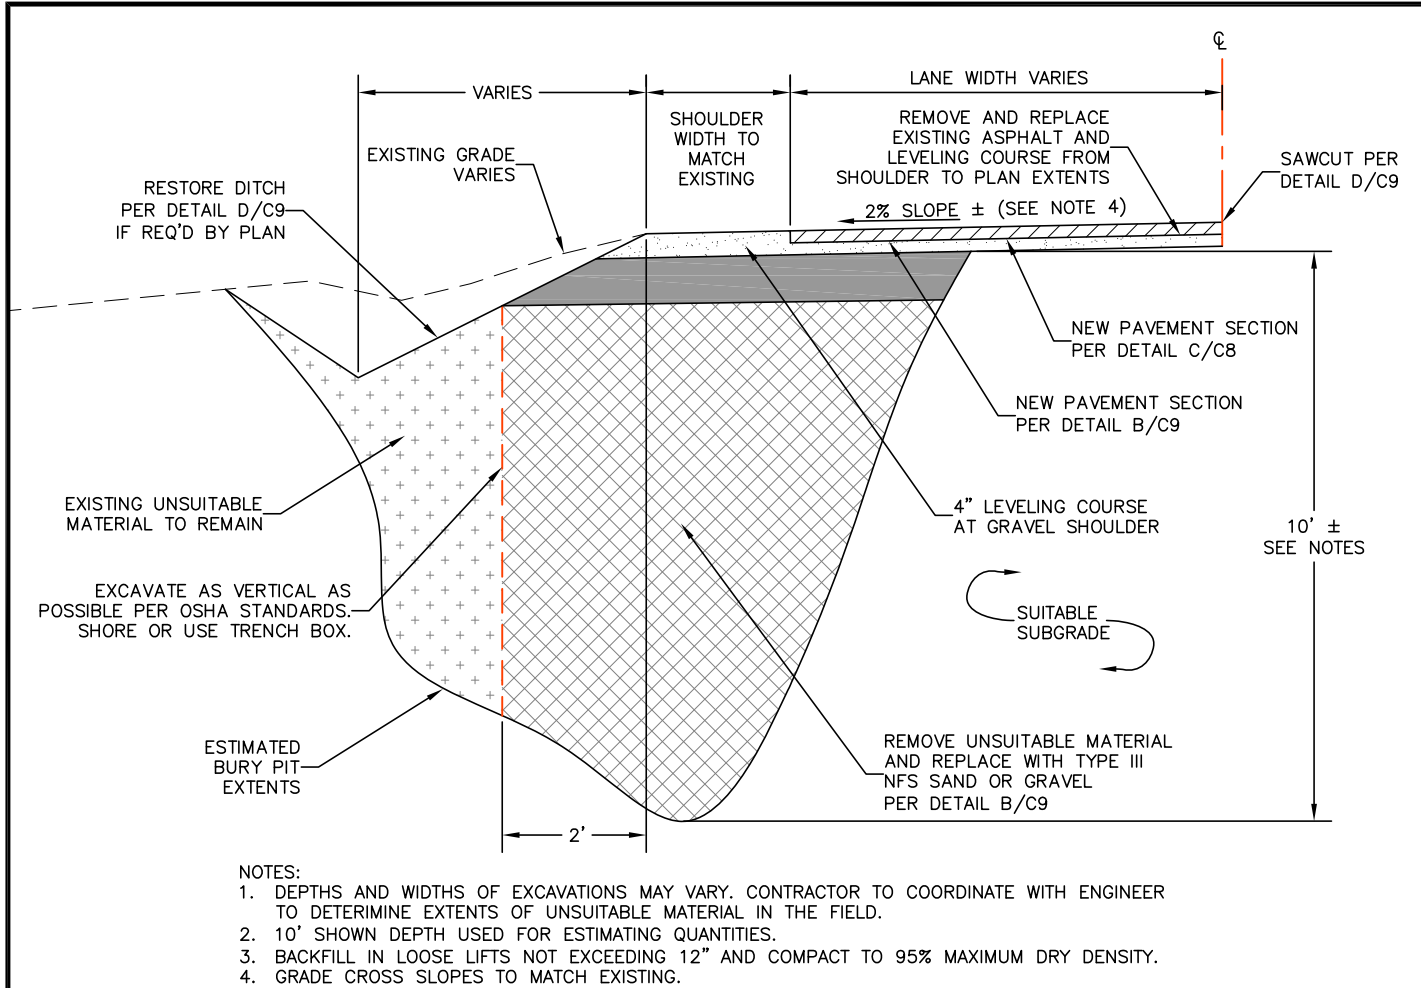 ℄
VARIES
LANE WIDTH VARIES
SHOULDER
WIDTH TO
MATCH
EXISTING
REMOVE AND REPLACE
EXISTING ASPHALT AND
LEVELING COURSE FROM
SHOULDER TO PLAN EXTENTS
EXISTING GRADE
VARIES
SAWCUT PER
DETAIL D/C9
RESTORE DITCH
PER DETAIL D/C9
IF REQ'D BY PLAN
2% SLOPE ± (SEE NOTE 4)
NEW PAVEMENT SECTION
PER DETAIL C/C8
NEW PAVEMENT SECTION
PER DETAIL B/C9
EXISTING UNSUITABLE
MATERIAL TO REMAIN
4" LEVELING COURSE
AT GRAVEL SHOULDER
10' ±
SEE NOTES
EXCAVATE AS VERTICAL AS
POSSIBLE PER OSHA STANDARDS.
SHORE OR USE TRENCH BOX.
SUITABLE
SUBGRADE
ESTIMATED
BURY PIT
EXTENTS
REMOVE UNSUITABLE MATERIAL
AND REPLACE WITH TYPE III
NFS SAND OR GRAVEL
PER DETAIL B/C9
2'
NOTES:
1. DEPTHS AND WIDTHS OF EXCAVATIONS MAY VARY. CONTRACTOR TO COORDINATE WITH ENGINEER
TO DETERIMINE EXTENTS OF UNSUITABLE MATERIAL IN THE FIELD.
2. 10' SHOWN DEPTH USED FOR ESTIMATING QUANTITIES.
3. BACKFILL IN LOOSE LIFTS NOT EXCEEDING 12" AND COMPACT TO 95% MAXIMUM DRY DENSITY.
4. GRADE CROSS SLOPES TO MATCH EXISTING.